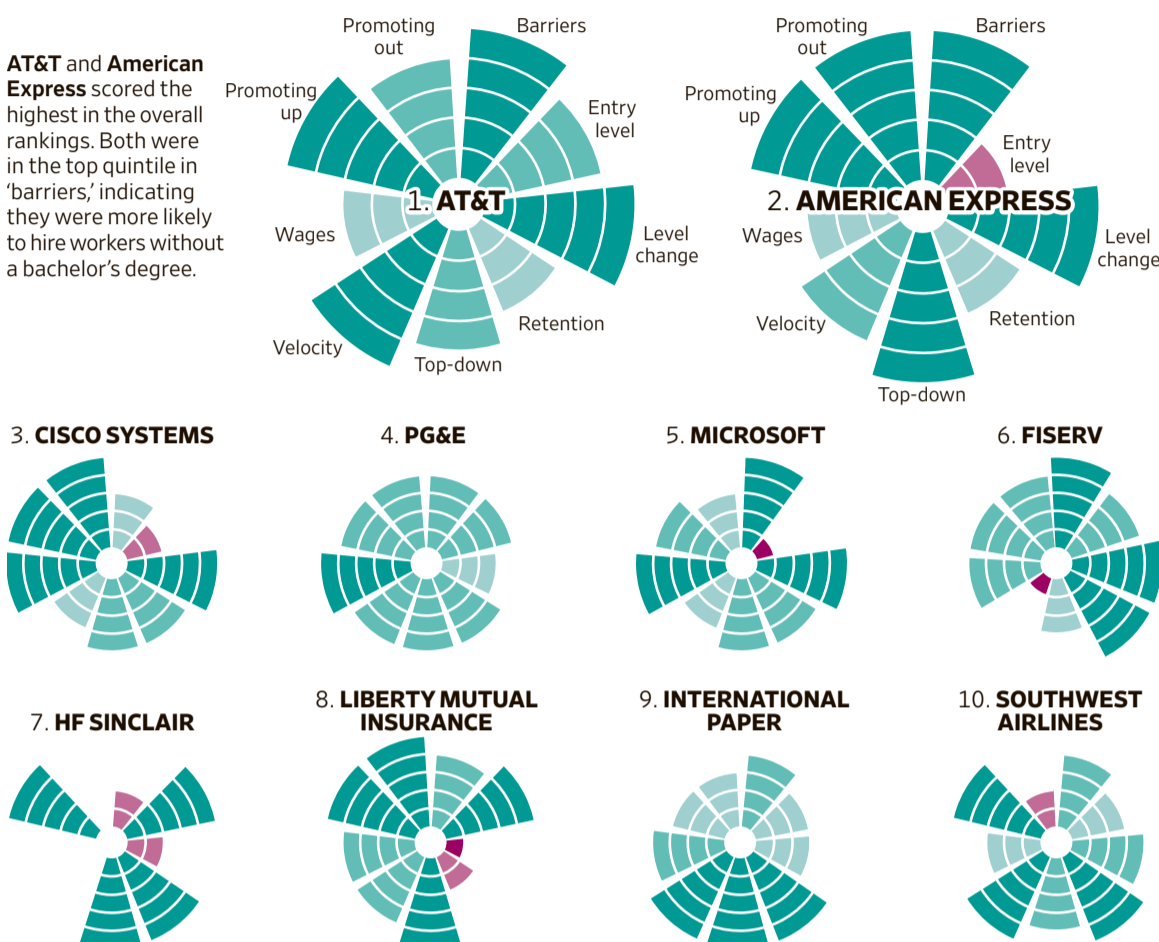 AT&T and American
Express scored the
highest in the overall
rankings. Both were
in the top quintile in
‘barriers,’ indicating
they were more likely
to hire workers without
a bachelor’s degree.
Promoting
out
Barriers
Promoting
up
Entry
level
1. AT&T
Wages
Level
change
Retention
Velocity
Top-down
Promoting
out
Barriers
Promoting
up
Entry
level
2. AMERICAN EXPRESS
Wages
Level
change
Retention
Velocity
Top-down
3. CISCO SYSTEMS
4. PG&E
5. MICROSOFT
6. FISERV
7. HF SINCLAIR
8. LIBERTY MUTUAL
INSURANCE
9. INTERNATIONAL
PAPER
10. SOUTHWEST
AIRLINES